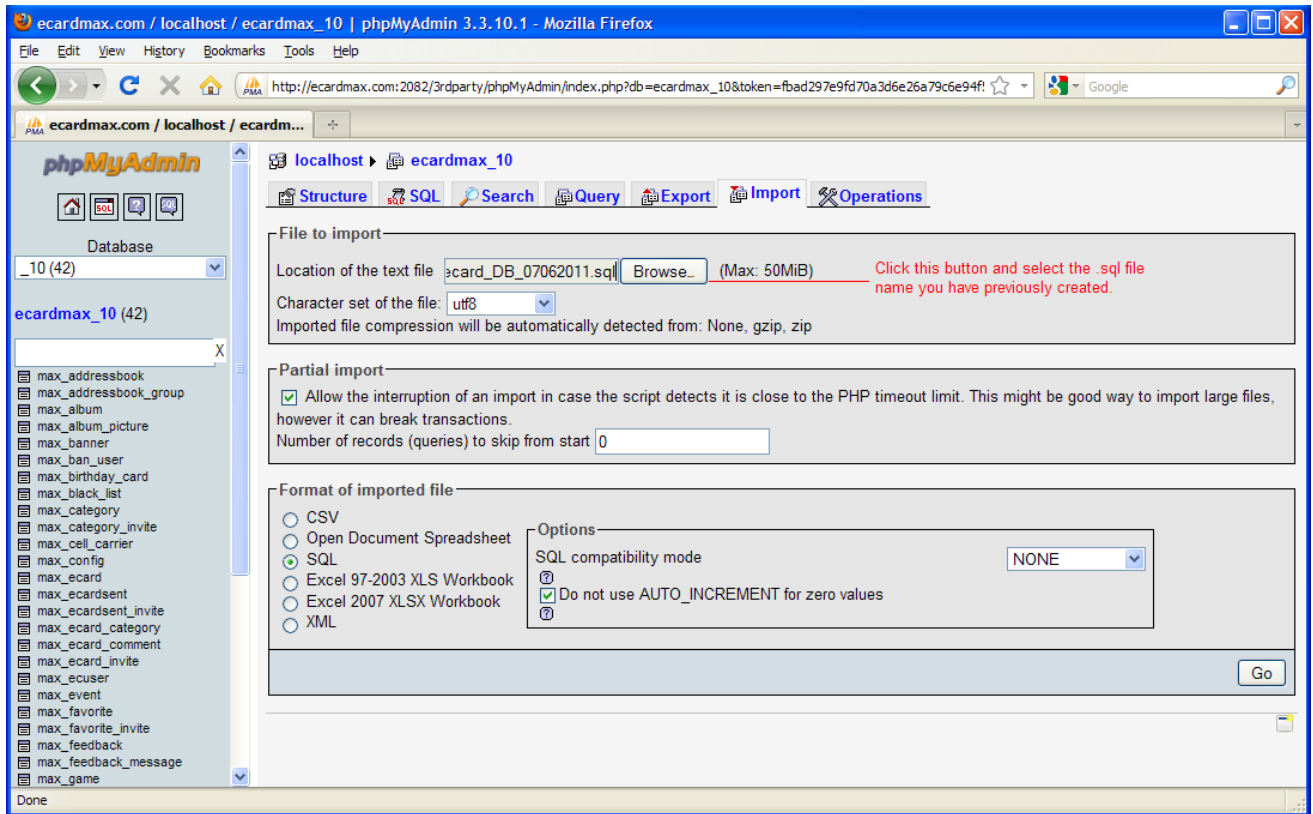 ecardmax.com / localhost / ecardmax_10 | phpMyAdmin 3.3.10.1 - Mozilla Firefox
File Edit View History Bookmarks Tools Help
http://ecardmax.com:2082/3rdparty/phpMyAdmin/index.php?db=ecardmax_10&token=fbad297e9fd70a3d6e26a79c6e94f! Google
PMA ecardmax.com / localhost / ecardm...
phpMyAdmin
localhost ecardmax_10
Structure SQL Search Query Export Import Operations
SQL SQL
Database
_10 (42)
ecardmax_10 (42)
X
max_addressbook
max_addressbook_group
max_album
max_album_picture
max_banner
max_ban_user
max_birthday_card
max_black_list
max_category
max_category_invite
max_cell_carrier
max_config
max_ecard
max_ecardsent
max_ecardsent_invite
max_ecard_category
max_ecard_comment
max_ecard_invite
max_ecuser
max_event
max_favorite
max_favorite_invite
max_feedback
max_feedback_message
max_game
File to import
Location of the text file ecard_DB_07062011.sql Browse... (Max: 50MiB)
Click this button and select the .sql file
name you have previously created.
Character set of the file: utf8
Imported file compression will be automatically detected from: None, gzip, zip
Partial import
Allow the interruption of an import in case the script detects it is close to the PHP timeout limit. This might be good way to import large files,
however it can break transactions.
Number of records (queries) to skip from start 0
Format of imported file
CSV
Open Document Spreadsheet
SQL
Excel 97-2003 XLS Workbook
Excel 2007 XLSX Workbook
XML
Options
SQL compatibility mode NONE
Do not use AUTO_INCREMENT for zero values
Go
Done